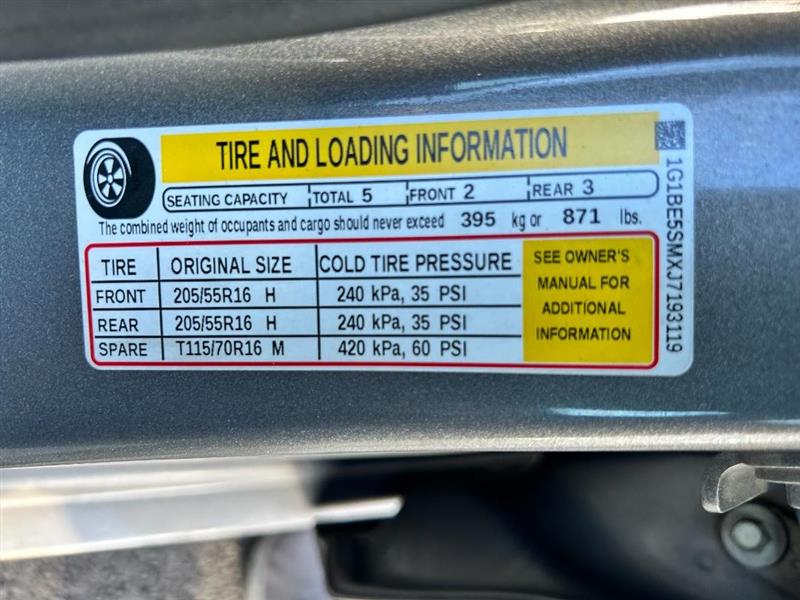 TIRE AND LOADING INFORMATION
SEATING CAPACITY TOTAL 5 FRONT 2 REAR 3
The combined weight of occupants and cargo should never exceed 395 kg or 871 lbs.
TIRE ORIGINAL SIZE COLD TIRE PRESSURE
FRONT 205/55R16 H 240 kPa, 35 PSI
REAR 205/55R16 H 240 kPa, 35 PSI
SPARE T115/70R16 M 420 kPa, 60 PSI
SEE OWNER'S
MANUAL FOR
ADDITIONAL
INFORMATION
1G1BE5SMXJ7193119